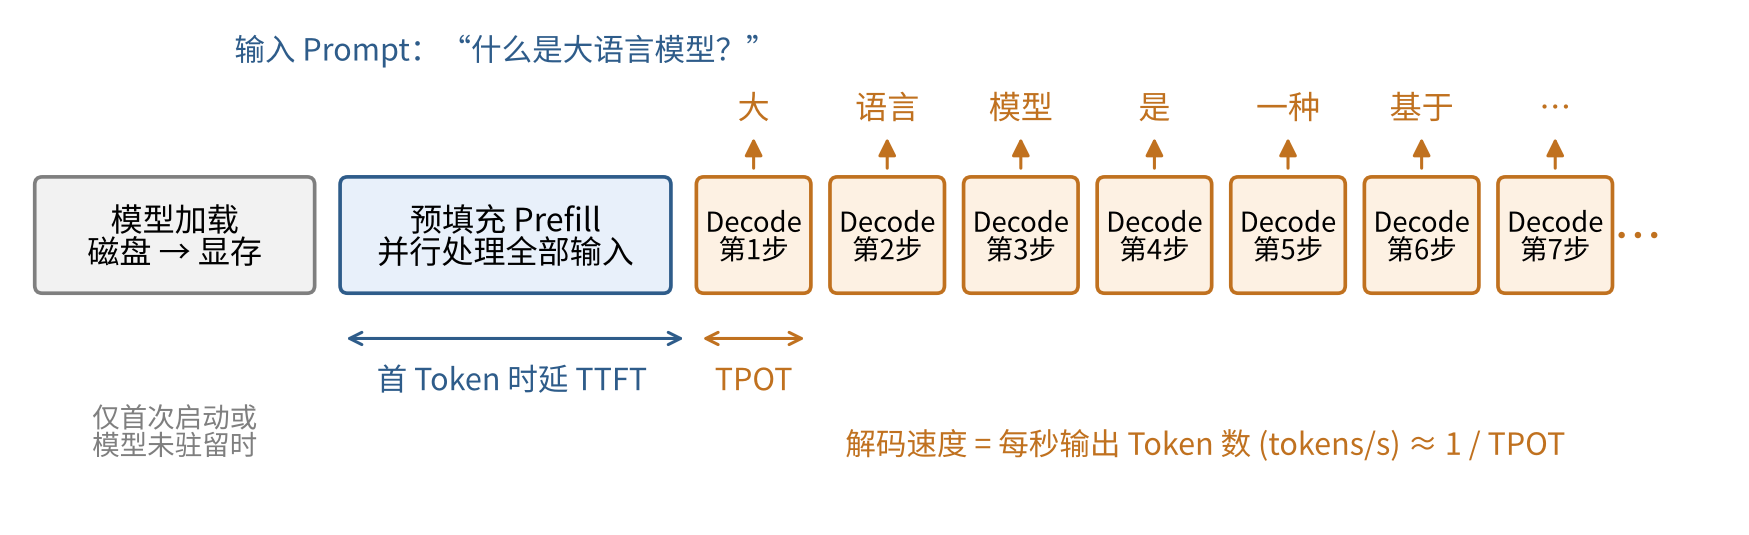 输入 Prompt：“什么是大语言模型？”
大 语言 模型 是 一种 基于 …
模型加载
磁盘 → 显存
预填充 Prefill
并行处理全部输入
Decode
第1步
Decode
第2步
Decode
第3步
Decode
第4步
Decode
第5步
Decode
第6步
Decode
第7步
…
首 Token 时延 TTFT
TPOT
仅首次启动或
模型未驻留时
解码速度 = 每秒输出 Token 数 (tokens/s) ≈ 1 / TPOT